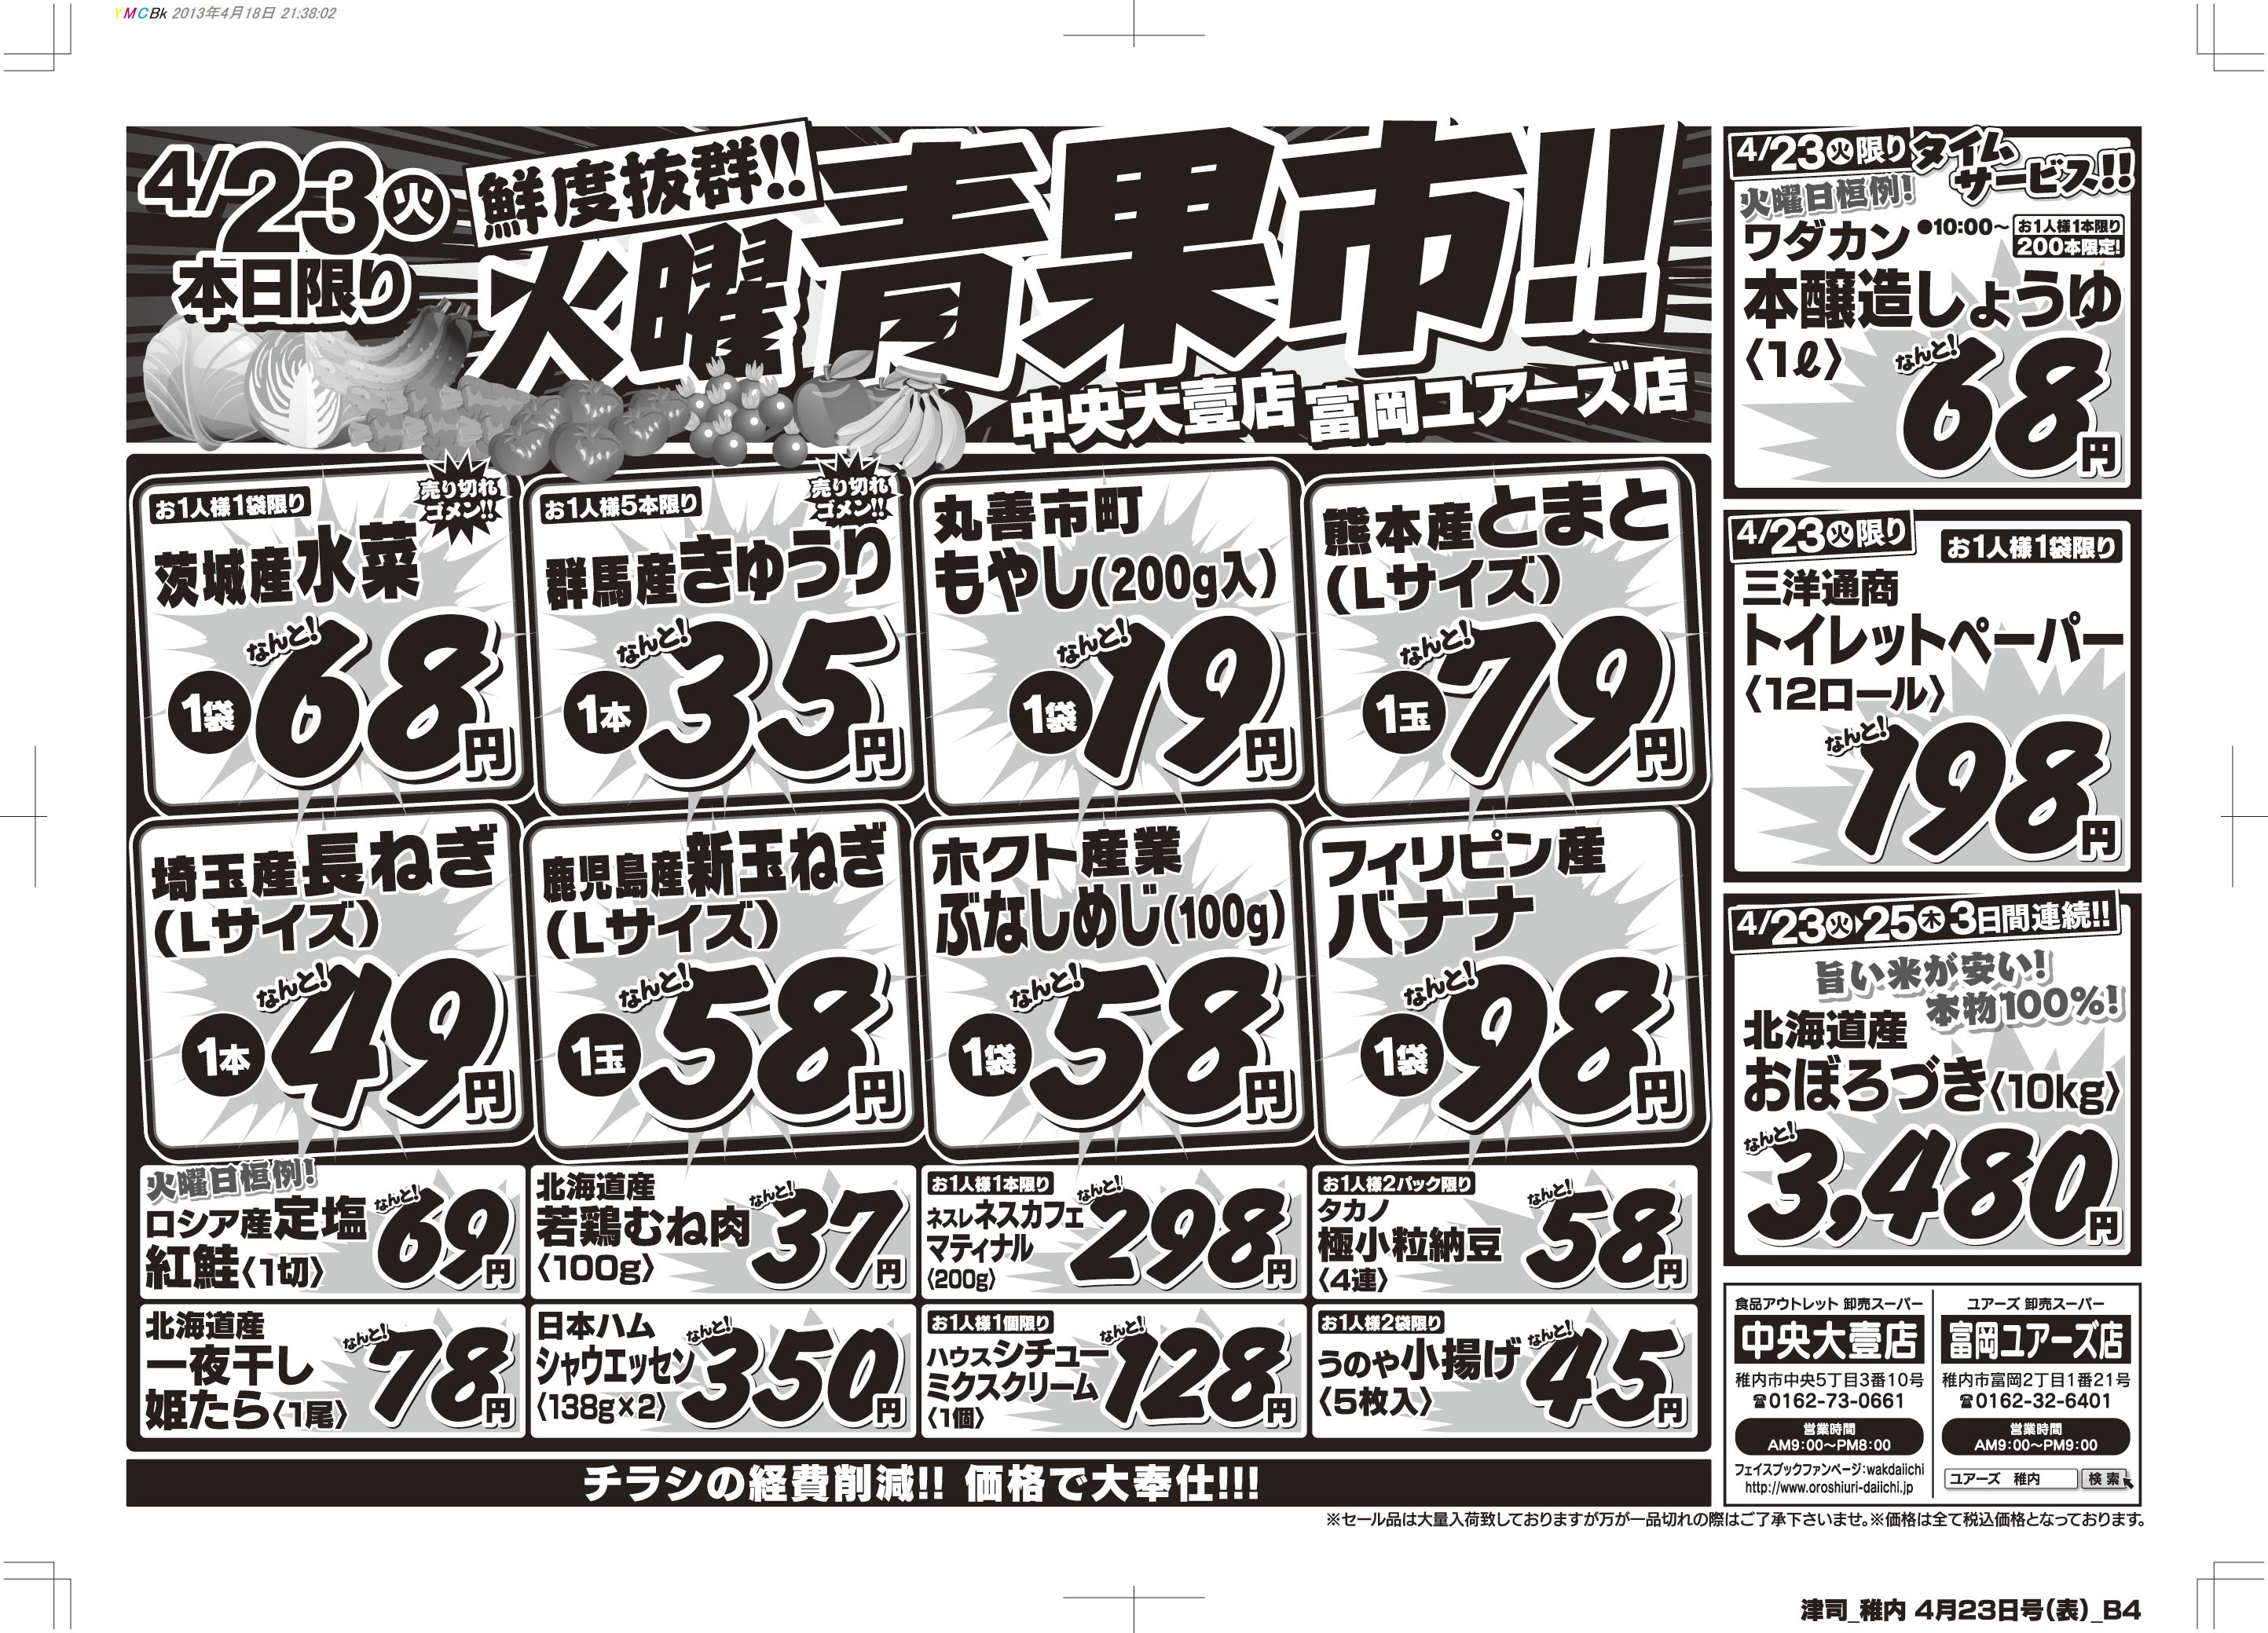 YMCBk 2013年4月18日 21:38:02
4/23火
本日限り
鮮度抜群!!
火曜青果市!!
中央大壹店 富岡ユアーズ店
お1人様1袋限り
売り切れ
ゴメン!!
茨城産水菜
なんと!
1袋 68円
お1人様5本限り
売り切れ
ゴメン!!
群馬産きゅうり
なんと!
1本 35円
丸善市町
もやし(200g入)
なんと!
1袋 19円
熊本産とまと
(Lサイズ)
なんと!
1玉 79円
埼玉産長ねぎ
(Lサイズ)
なんと!
1本 49円
鹿児島産新玉ねぎ
(Lサイズ)
なんと!
1玉 58円
ホクト産業
ぶなしめじ(100g)
なんと!
1袋 58円
フィリピン産
バナナ
なんと!
1袋 98円
火曜日恒例!
ロシア産定塩
紅鮭〈1切〉
なんと!
69円
北海道産
若鶏むね肉
〈100g〉
なんと!
37円
お1人様1本限り
ネスレネスカフェ
マティナル
〈200g〉
なんと!
298円
お1人様2パック限り
タカノ
極小粒納豆
〈4連〉
なんと!
58円
北海道産
一夜干し
姫たら〈1尾〉
なんと!
78円
日本ハム
シャウエッセン
〈138g×2〉
なんと!
350円
お1人様1個限り
ハウスシチュー
ミクスクリーム
〈1個〉
なんと!
128円
お1人様2袋限り
うのや小揚げ
〈5枚入〉
なんと!
45円
チラシの経費削減!! 価格で大奉仕!!!
4/23火限り タイム
サービス!!
火曜日恒例!
ワダカン ●10:00～ お1人様1本限り
200本限定!
本醸造しょうゆ
〈1ℓ〉
なんと!
68円
4/23火限り
お1人様1袋限り
三洋通商
トイレットペーパー
〈12ロール〉
なんと!
198円
4/23火▶25木 3日間連続!!
旨い米が安い!
本物100%!
北海道産
おぼろづき〈10kg〉
なんと!
3,480円
食品アウトレット 卸売スーパー
中央大壹店
稚内市中央5丁目3番10号
☎0162-73-0661
営業時間
AM9:00～PM8:00
フェイスブックファンページ:wakdaiichi
http://www.oroshiuri-daiichi.jp
ユアーズ 卸売スーパー
富岡ユアーズ店
稚内市富岡2丁目1番21号
☎0162-32-6401
営業時間
AM9:00～PM9:00
ユアーズ 稚内 検索
※セール品は大量入荷致しておりますが万が一品切れの際はご了承下さいませ。※価格は全て税込価格となっております。
津司_稚内 4月23日号(表)_B4